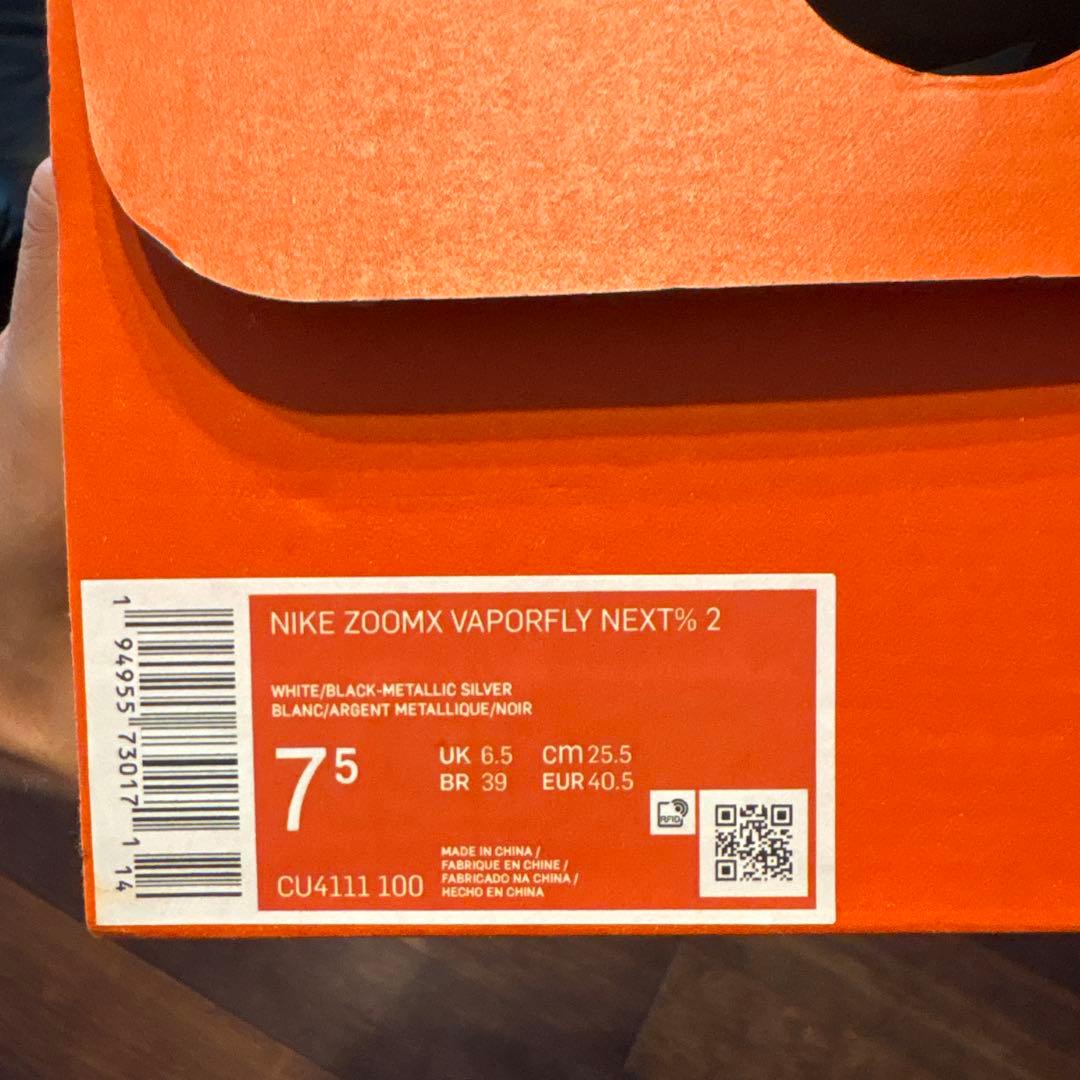 NIKE ZOOMX VAPORFLY NEXT% 2
WHITE/BLACK-METALLIC SILVER
BLANC/ARGENT METALLIQUE/NOIR
7⁵
UK 6.5 cm 25.5
BR 39 EUR 40.5
RFID
MADE IN CHINA /
FABRIQUE EN CHINE /
FABRICADO NA CHINA /
HECHO EN CHINA
CU4111 100
1 94955 73017 1 14